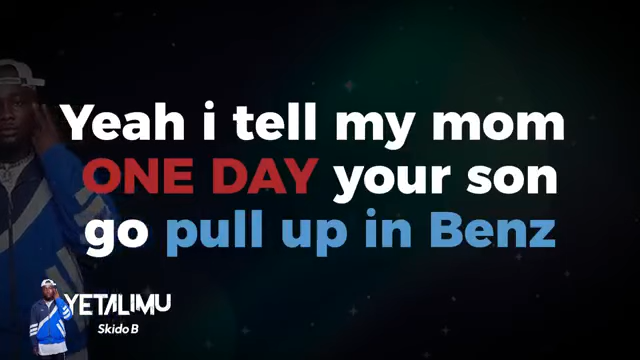 Yeah i tell my mom
ONE DAY your son
go pull up in Benz
YETALIMU
Skido B